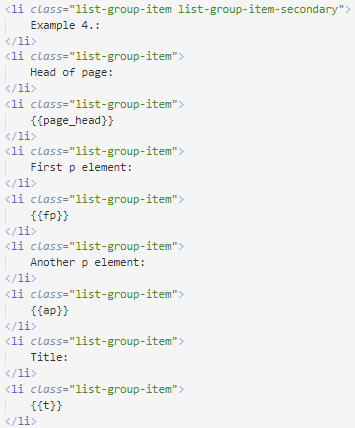 <li class="list-group-item list-group-item-secondary">
Example 4.:
</li>
<li class="list-group-item">
Head of page:
</li>
<li class="list-group-item">
{{page_head}}
</li>
<li class="list-group-item">
First p element:
</li>
<li class="list-group-item">
{{fp}}
</li>
<li class="list-group-item">
Another p element:
</li>
<li class="list-group-item">
{{ap}}
</li>
<li class="list-group-item">
Title:
</li>
<li class="list-group-item">
{{t}}
</li>